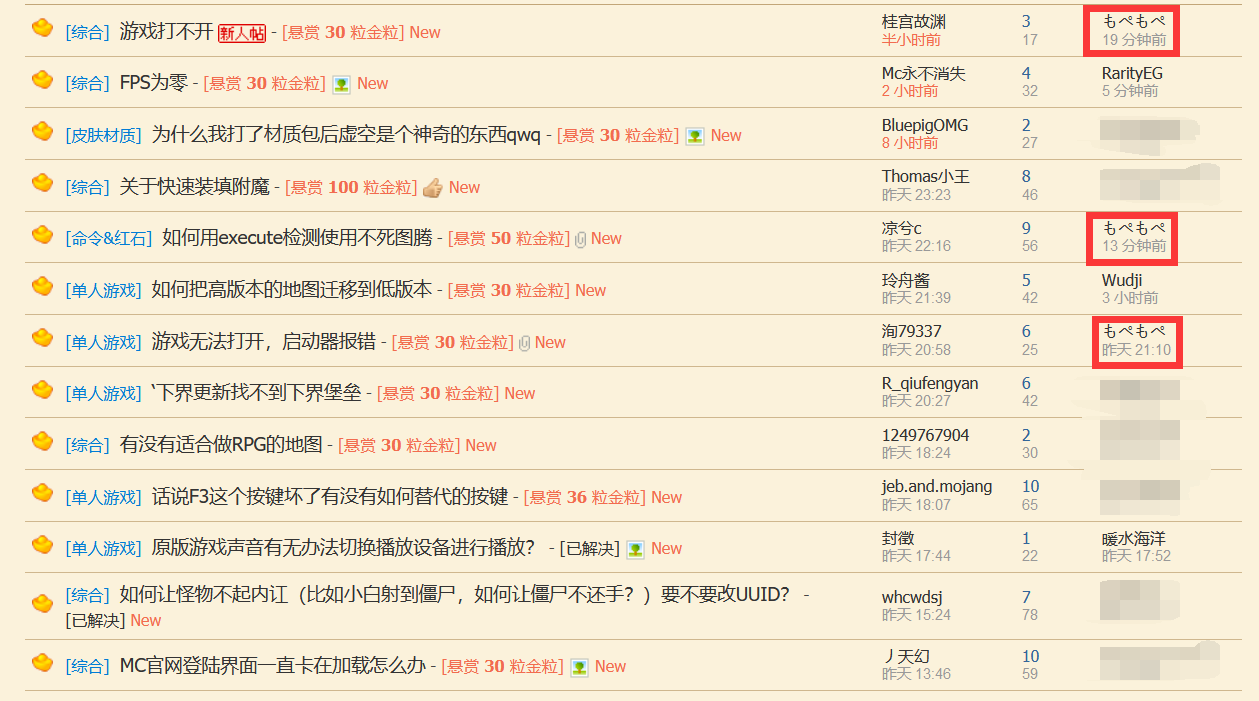 [综合] 游戏打不开 新人帖 - [悬赏 30 粒金粒] New 桂宫故渊 3 もぺもぺ
半小时前 17 19 分钟前
[综合] FPS为零 - [悬赏 30 粒金粒] New Mc永不消失 4 RarityEG
2 小时前 32 5 分钟前
[皮肤材质] 为什么我打了材质包后虚空是个神奇的东西qwq - [悬赏 30 粒金粒] New BluepigOMG 2
8 小时前 27
[综合] 关于快速装填附魔 - [悬赏 100 粒金粒] New Thomas小王 8
昨天 23:23 46
[命令&红石] 如何用execute检测使用不死图腾 - [悬赏 50 粒金粒] New 凉兮c 9 もぺもぺ
昨天 22:16 56 13 分钟前
[单人游戏] 如何把高版本的地图迁移到低版本 - [悬赏 30 粒金粒] New 玲舟酱 5 Wudji
昨天 21:39 42 3 小时前
[单人游戏] 游戏无法打开，启动器报错 - [悬赏 30 粒金粒] New 洵79337 6 もぺもぺ
昨天 20:58 25 昨天 21:10
[单人游戏] `下界更新找不到下界堡垒 - [悬赏 30 粒金粒] New R_qiufengyan 6
昨天 20:27 42
[综合] 有没有适合做RPG的地图 - [悬赏 30 粒金粒] New 1249767904 2
昨天 18:24 30
[单人游戏] 话说F3这个按键坏了有没有如何替代的按键 - [悬赏 36 粒金粒] New jeb.and.mojang 10
昨天 18:07 65
[单人游戏] 原版游戏声音有无办法切换播放设备进行播放？ - [已解决] New 封徵 1 暖水海洋
昨天 17:44 22 昨天 17:52
[综合] 如何让怪物不起内讧（比如小白射到僵尸，如何让僵尸不还手？）要不要改UUID？ - whcwdsj 7
[已解决] New 昨天 15:24 78
[综合] MC官网登陆界面一直卡在加载怎么办 - [悬赏 30 粒金粒] New 丿天幻 10
昨天 13:46 59